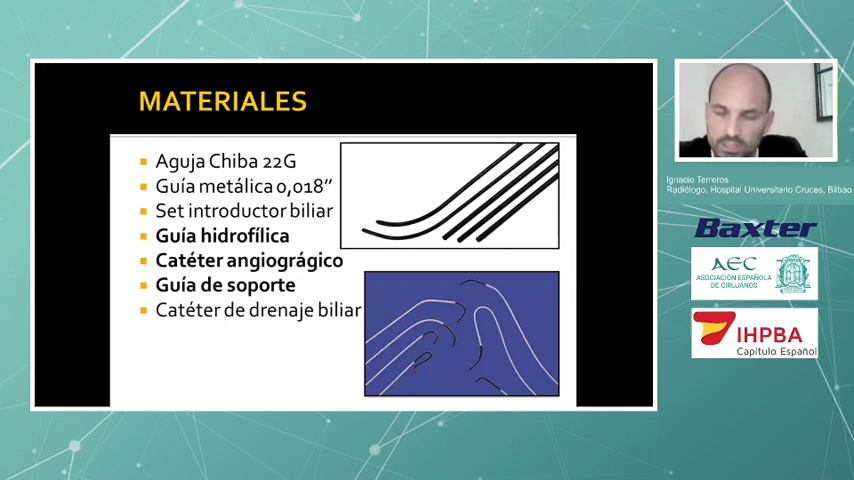 MATERIALES
Aguja Chiba 22G
Guía metálica 0,018”
Set introductor biliar
Guía hidrofílica
Catéter angiográgico
Guía de soporte
Catéter de drenaje biliar
Ignacio Terreros
Radiólogo, Hospital Universitario Cruces, Bilbao
Baxter
AEC
ASOCIACIÓN ESPAÑOLA
DE CIRUJANOS
IHPBA
Capítulo Español